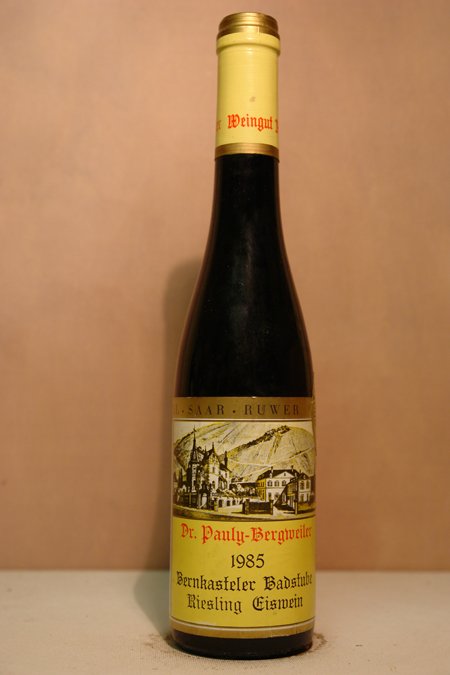 Weingut
SAAR · RUWER
Dr. Pauly-Bergweiler
1985
Bernkasteler Badstube
Riesling Eiswein